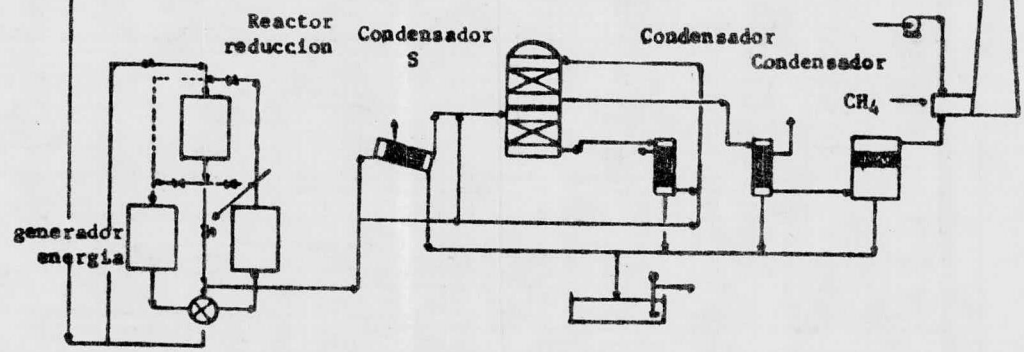 Reactor
reduccion
Condensador
S
Condensador
Condensador
CH₄
generador
energia